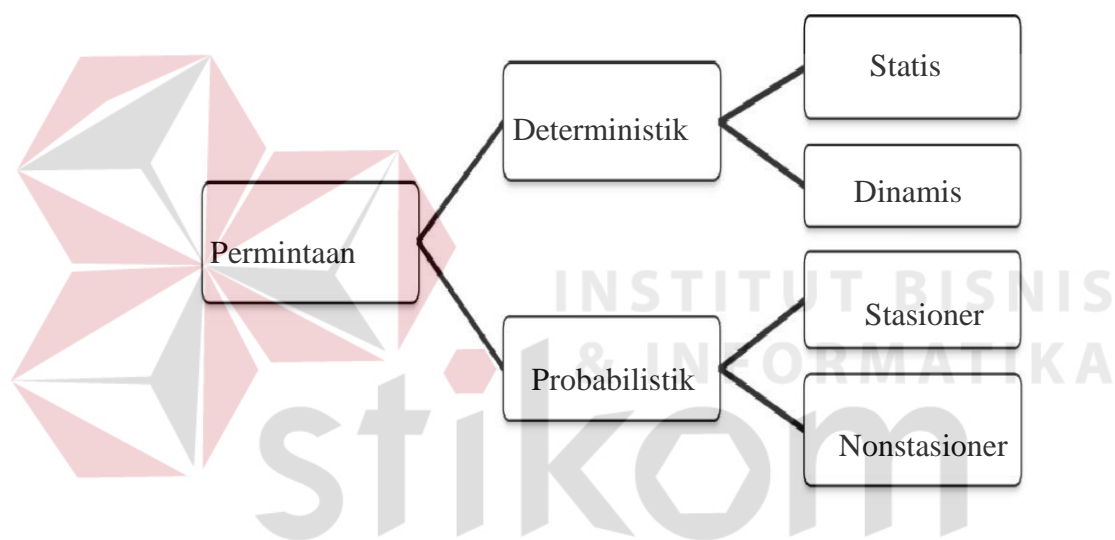 Permintaan
Deterministik
Probabilistik
Statis
Dinamis
Stasioner
Nonstasioner
INSTITUT BISNIS
& INFORMATIKA
stikom